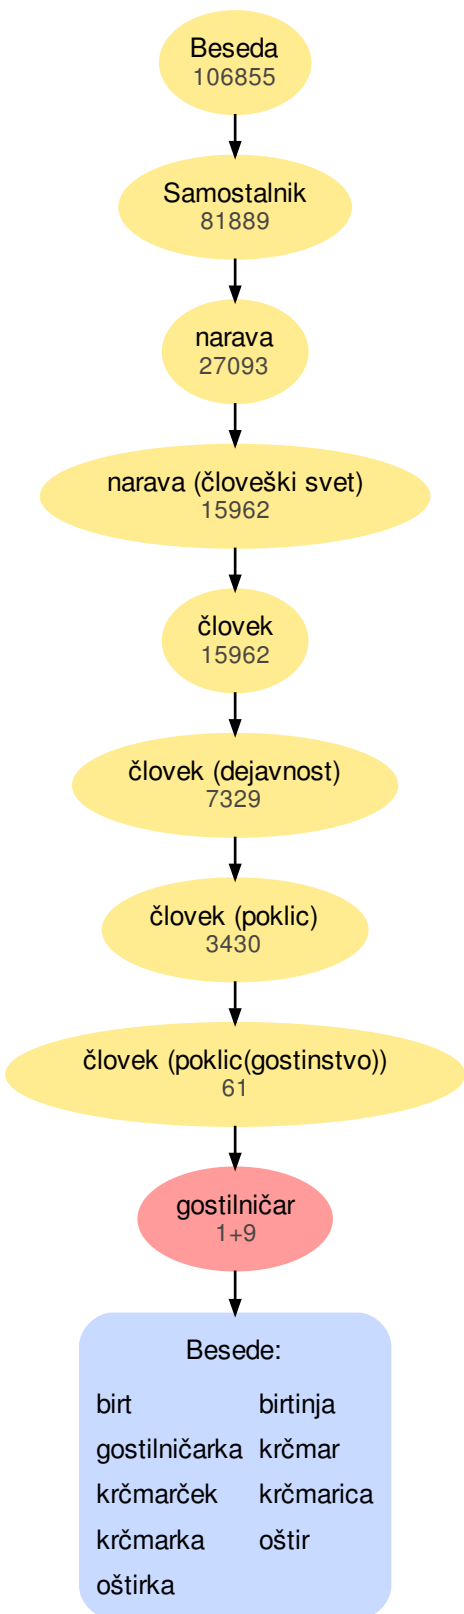 Beseda
106855
Samostalnik
81889
narava
27093
narava (človeški svet)
15962
človek
15962
človek (dejavnost)
7329
človek (poklic)
3430
človek (poklic(gostinstvo))
61
gostilničar
1+9
Besede:
birt birtinja
gostilničarka krčmar
krčmarček krčmarica
krčmarka oštir
oštirka